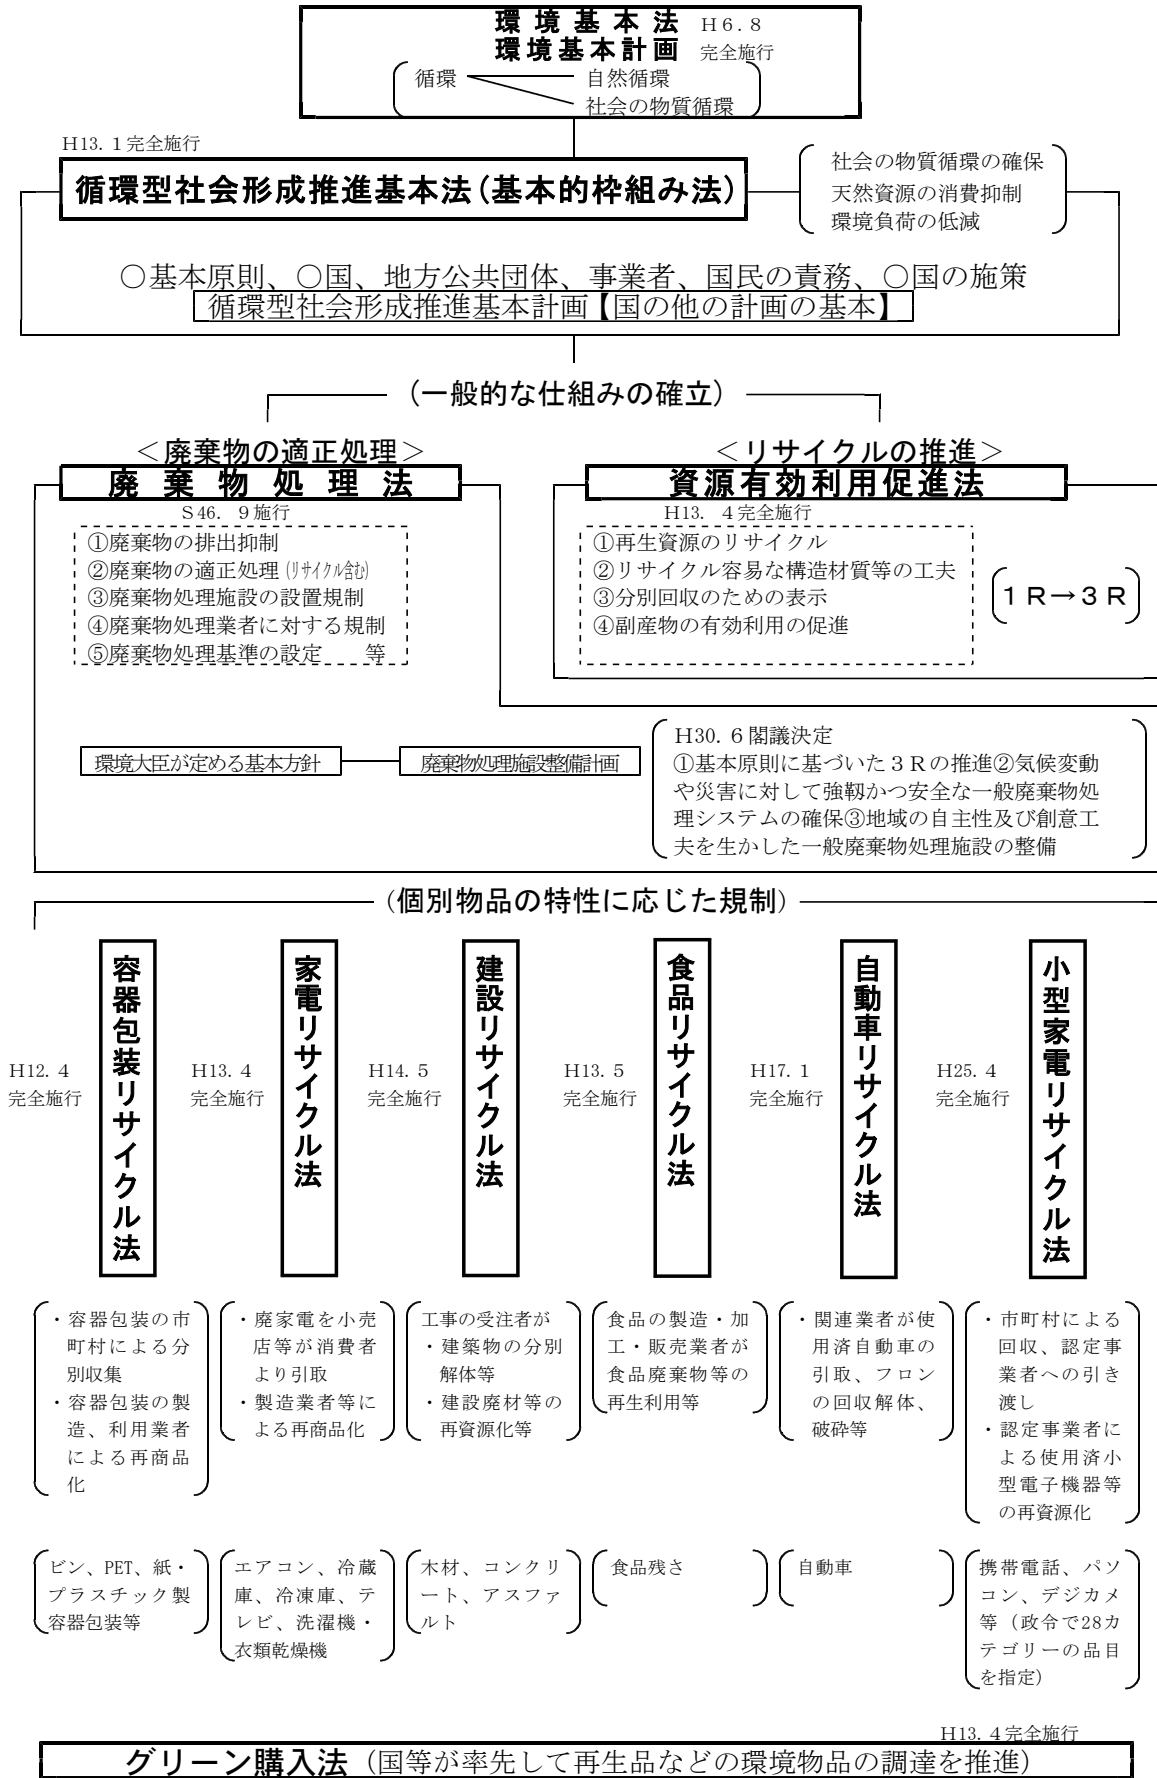 環境基本法 H6.8
環境基本計画 完全施行
循環 自然循環
社会の物質循環
H13.1完全施行
循環型社会形成推進基本法(基本的枠組み法)
社会の物質循環の確保
天然資源の消費抑制
環境負荷の低減
○基本原則、○国、地方公共団体、事業者、国民の責務、○国の施策
循環型社会形成推進基本計画【国の他の計画の基本】
(一般的な仕組みの確立)
<廃棄物の適正処理>
廃棄物処理法
S46.9施行
①廃棄物の排出抑制
②廃棄物の適正処理(リサイクル含む)
③廃棄物処理施設の設置規制
④廃棄物処理業者に対する規制
⑤廃棄物処理基準の設定 等
<リサイクルの推進>
資源有効利用促進法
H13.4完全施行
①再生資源のリサイクル
②リサイクル容易な構造材質等の工夫
③分別回収のための表示
④副産物の有効利用の促進
1R→3R
環境大臣が定める基本方針
廃棄物処理施設整備計画
H30.6閣議決定
①基本原則に基づいた3Rの推進②気候変動
や災害に対して強靱かつ安全な一般廃棄物処
理システムの確保③地域の自主性及び創意工
夫を生かした一般廃棄物処理施設の整備
(個別物品の特性に応じた規制)
H12.4
完全施行
容器包装リサイクル法
H13.4
完全施行
家電リサイクル法
H14.5
完全施行
建設リサイクル法
H13.5
完全施行
食品リサイクル法
H17.1
完全施行
自動車リサイクル法
H25.4
完全施行
小型家電リサイクル法
・容器包装の市
町村による分
別収集
・容器包装の製
造、利用業者
による再商品
化
・廃家電を小売
店等が消費者
より引取
・製造業者等に
よる再商品化
工事の受注者が
・建築物の分別
解体等
・建設廃材等の
再資源化等
食品の製造・加
工・販売業者が
食品廃棄物等の
再生利用等
・関連業者が使
用済自動車の
引取、フロン
の回収解体、
破砕等
・市町村による
回収、認定事
業者への引き
渡し
・認定事業者に
よる使用済小
型電子機器等
の再資源化
ビン、PET、紙・
プラスチック製
容器包装等
エアコン、冷蔵
庫、冷凍庫、テ
レビ、洗濯機・
衣類乾燥機
木材、コンクリ
ート、アスファ
ルト
食品残さ
自動車
携帯電話、パソ
コン、デジカメ
等(政令で28カ
テゴリーの品目
を指定)
H13.4完全施行
グリーン購入法(国等が率先して再生品などの環境物品の調達を推進)